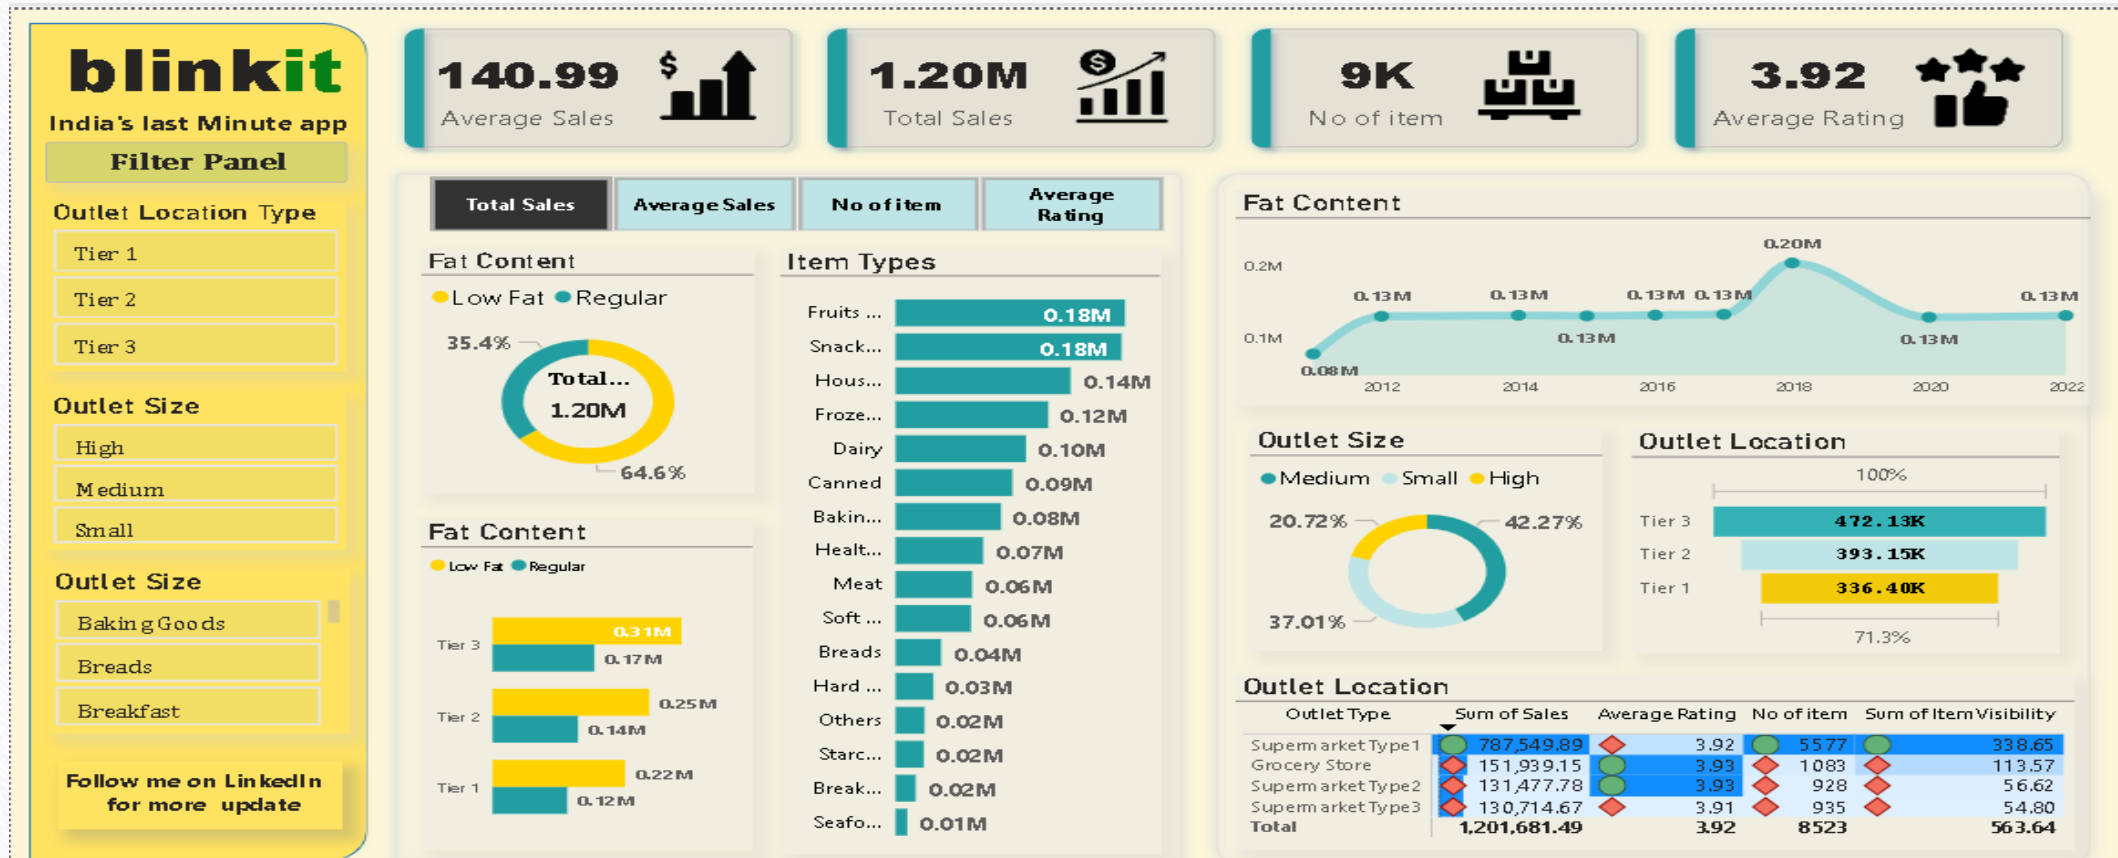 blinkit
India's last Minute app
Filter Panel
Outlet Location Type
Tier 1
Tier 2
Tier 3
Outlet Size
High
Medium
Small
Outlet Size
Baking Goods
Breads
Breakfast
Follow me on LinkedIn
for more update
140.99
Average Sales
$
1.20M
Total Sales
$
9K
No of item
3.92
Average Rating
Total Sales
Average Sales
No of item
Average
Rating
Fat Content
Low Fat Regular
35.4%
Total...
1.20M
64.6%
Fat Content
Low Fat Regular
Tier 3
0.31M
0.17M
Tier 2
0.25M
0.14M
Tier 1
0.22M
0.12M
Item Types
Fruits ... 0.18M
Snack... 0.18M
Hous... 0.14M
Froze... 0.12M
Dairy 0.10M
Canned 0.09M
Bakin... 0.08M
Healt... 0.07M
Meat 0.06M
Soft ... 0.06M
Breads 0.04M
Hard ... 0.03M
Others 0.02M
Starc... 0.02M
Break... 0.02M
Seafo... 0.01M
Fat Content
0.20M
0.2M
0.13M 0.13M 0.13M 0.13M 0.13M
0.1M
0.13M 0.13M
0.08M
2012 2014 2016 2018 2020 2022
Outlet Size
Medium Small High
20.72% 42.27%
37.01%
Outlet Location
100%
Tier 3 472.13K
Tier 2 393.15K
Tier 1 336.40K
71.3%
Outlet Location
Outlet Type Sum of Sales Average Rating No of item Sum of Item Visibility
Supermarket Type1 787,549.89 3.92 5577 338.65
Grocery Store 151,939.15 3.93 1083 113.57
Supermarket Type2 131,477.78 3.93 928 56.62
Supermarket Type3 130,714.67 3.91 935 54.80
Total 1,201,681.49 3.92 8523 563.64